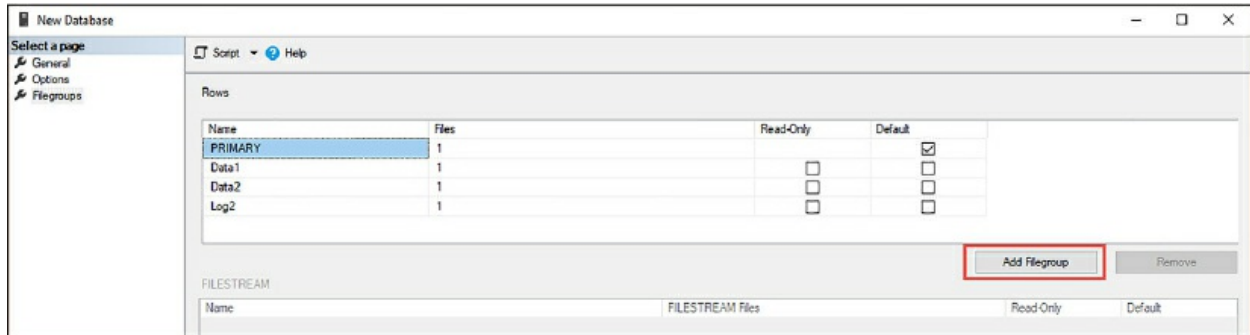 New Database
Select a page
General
Options
Filegroups
Script Help
Rows
Name Files Read-Only Default
PRIMARY 1
Data1 1
Data2 1
Log2 1
Add Filegroup Remove
FILESTREAM
Name FILESTREAM Files Read-Only Default